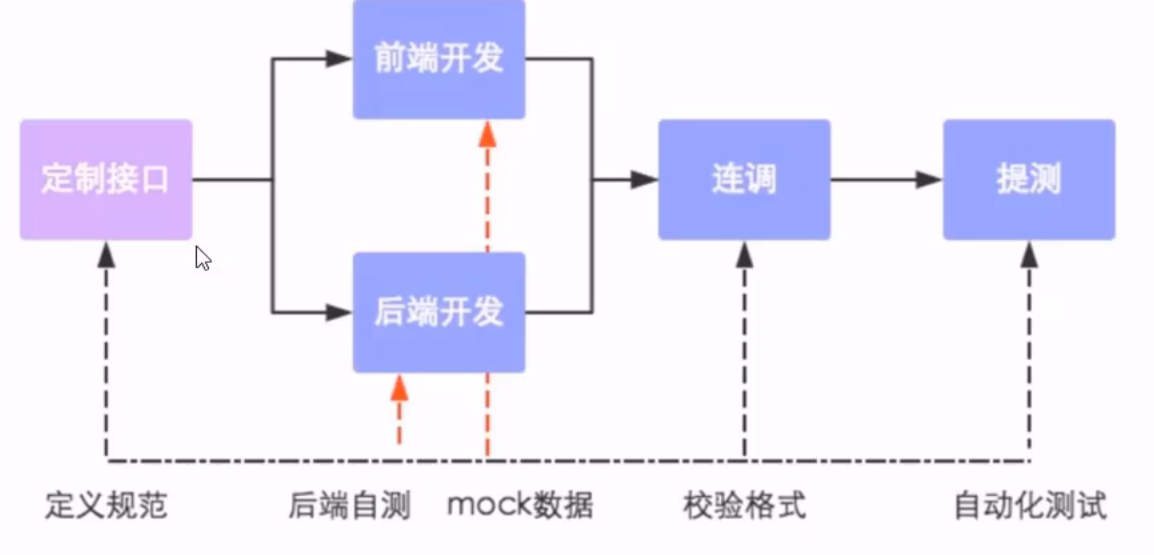 前端开发
定制接口
连调
提测
后端开发
定义规范
后端自测
mock数据
校验格式
自动化测试